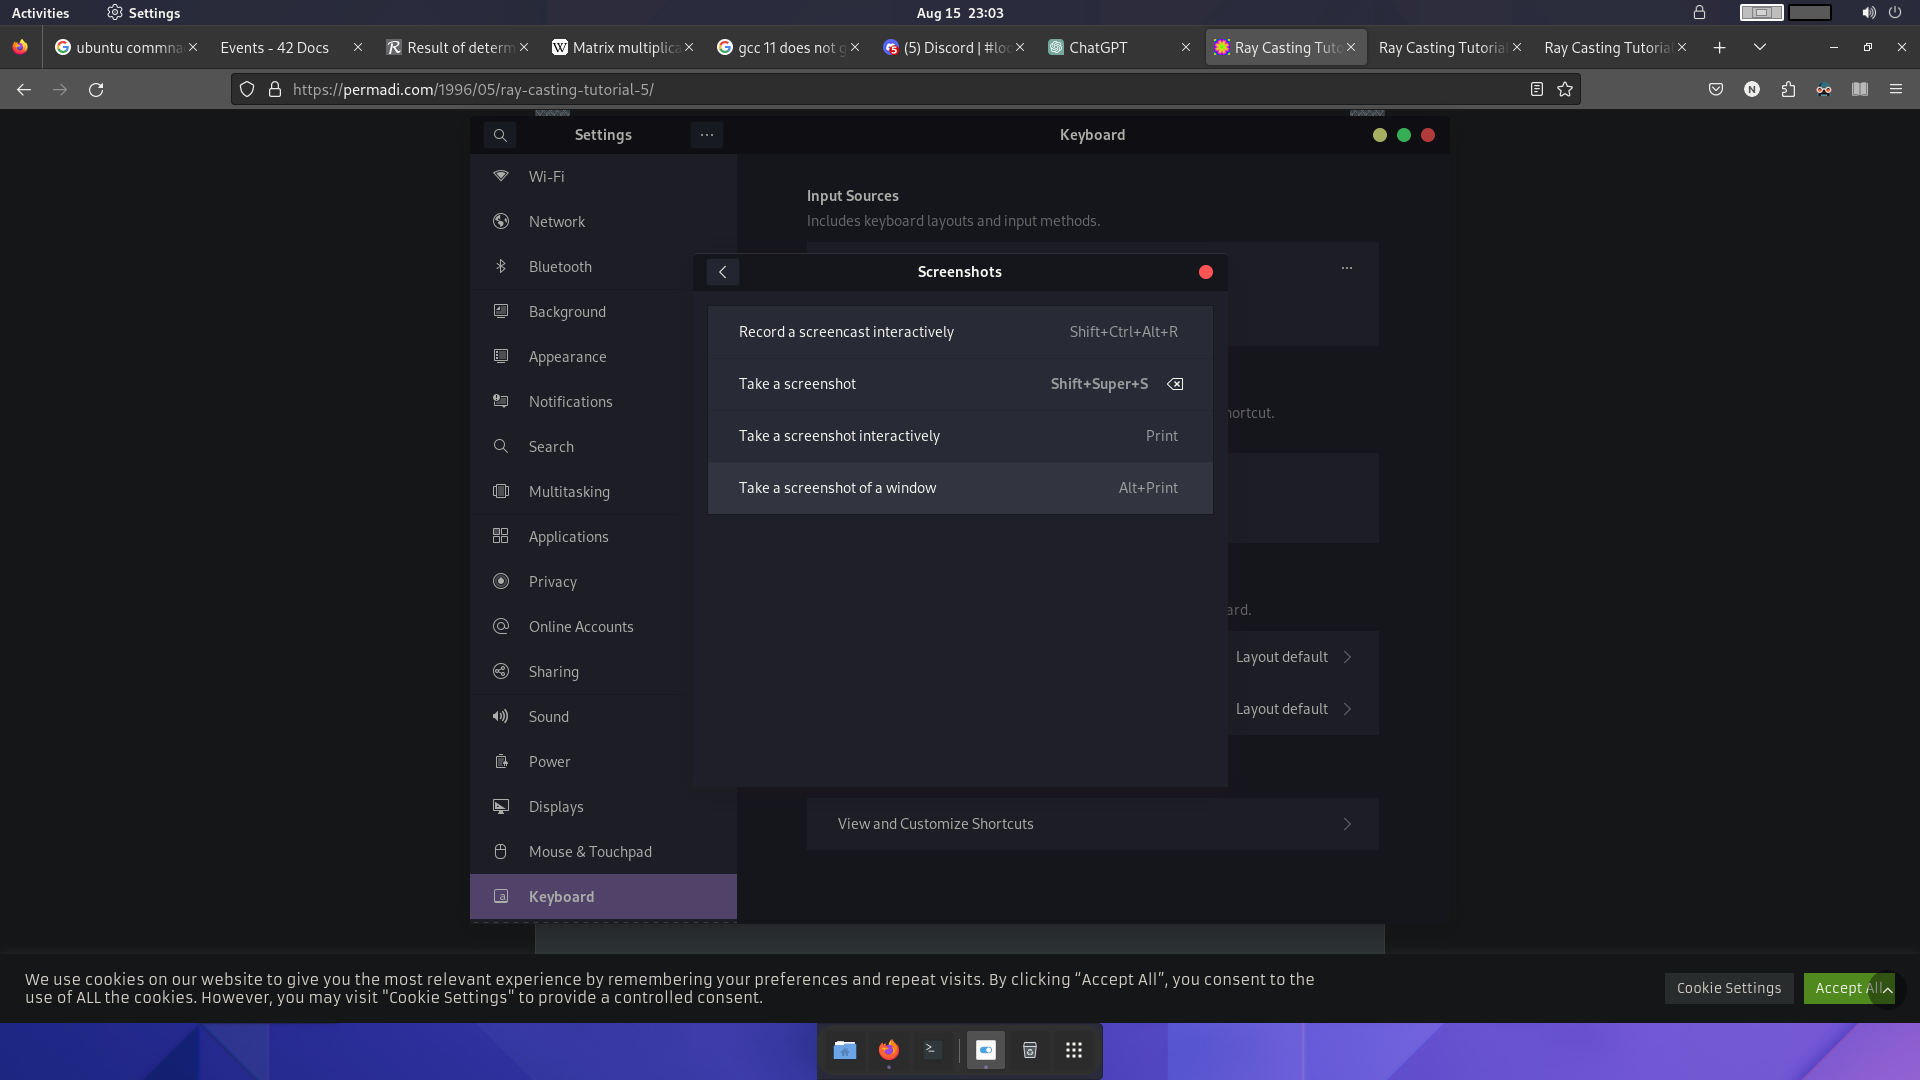 Activities
Settings
Aug 15 23:03
ubuntu commna
Events - 42 Docs
Result of determ
Matrix multiplica
gcc 11 does not g
(5) Discord | #loc
ChatGPT
Ray Casting Tuto
Ray Casting Tutorial
Ray Casting Tutorial
https://permadi.com/1996/05/ray-casting-tutorial-5/
N
Settings
Keyboard
Wi-Fi
Network
Bluetooth
Background
Appearance
Notifications
Search
Multitasking
Applications
Privacy
Online Accounts
Sharing
Sound
Power
Displays
Mouse & Touchpad
Keyboard
Input Sources
Includes keyboard layouts and input methods.
Screenshots
Record a screencast interactively Shift+Ctrl+Alt+R
Take a screenshot Shift+Super+S
Take a screenshot interactively Print
Take a screenshot of a window Alt+Print
hortcut.
ard.
Layout default
Layout default
View and Customize Shortcuts
We use cookies on our website to give you the most relevant experience by remembering your preferences and repeat visits. By clicking “Accept All”, you consent to the
use of ALL the cookies. However, you may visit "Cookie Settings" to provide a controlled consent.
Cookie Settings
Accept All